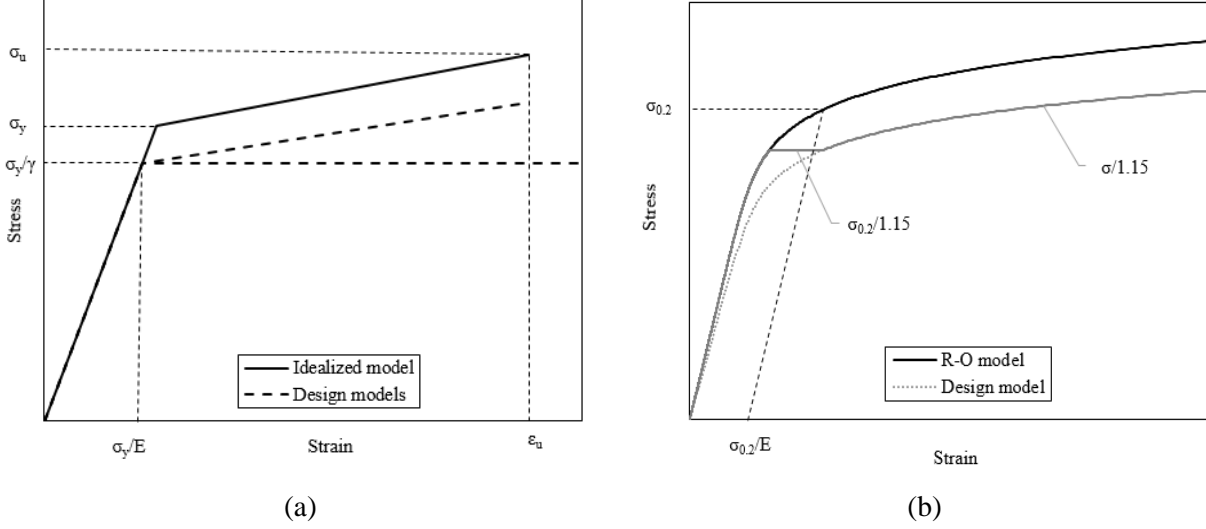 σu
σy
σy/γ
Stress
Idealized model
Design models
σy/E
Strain
εu
(a)
σ0.2
Stress
σ/1.15
σ0.2/1.15
R-O model
Design model
σ0.2/E
Strain
(b)